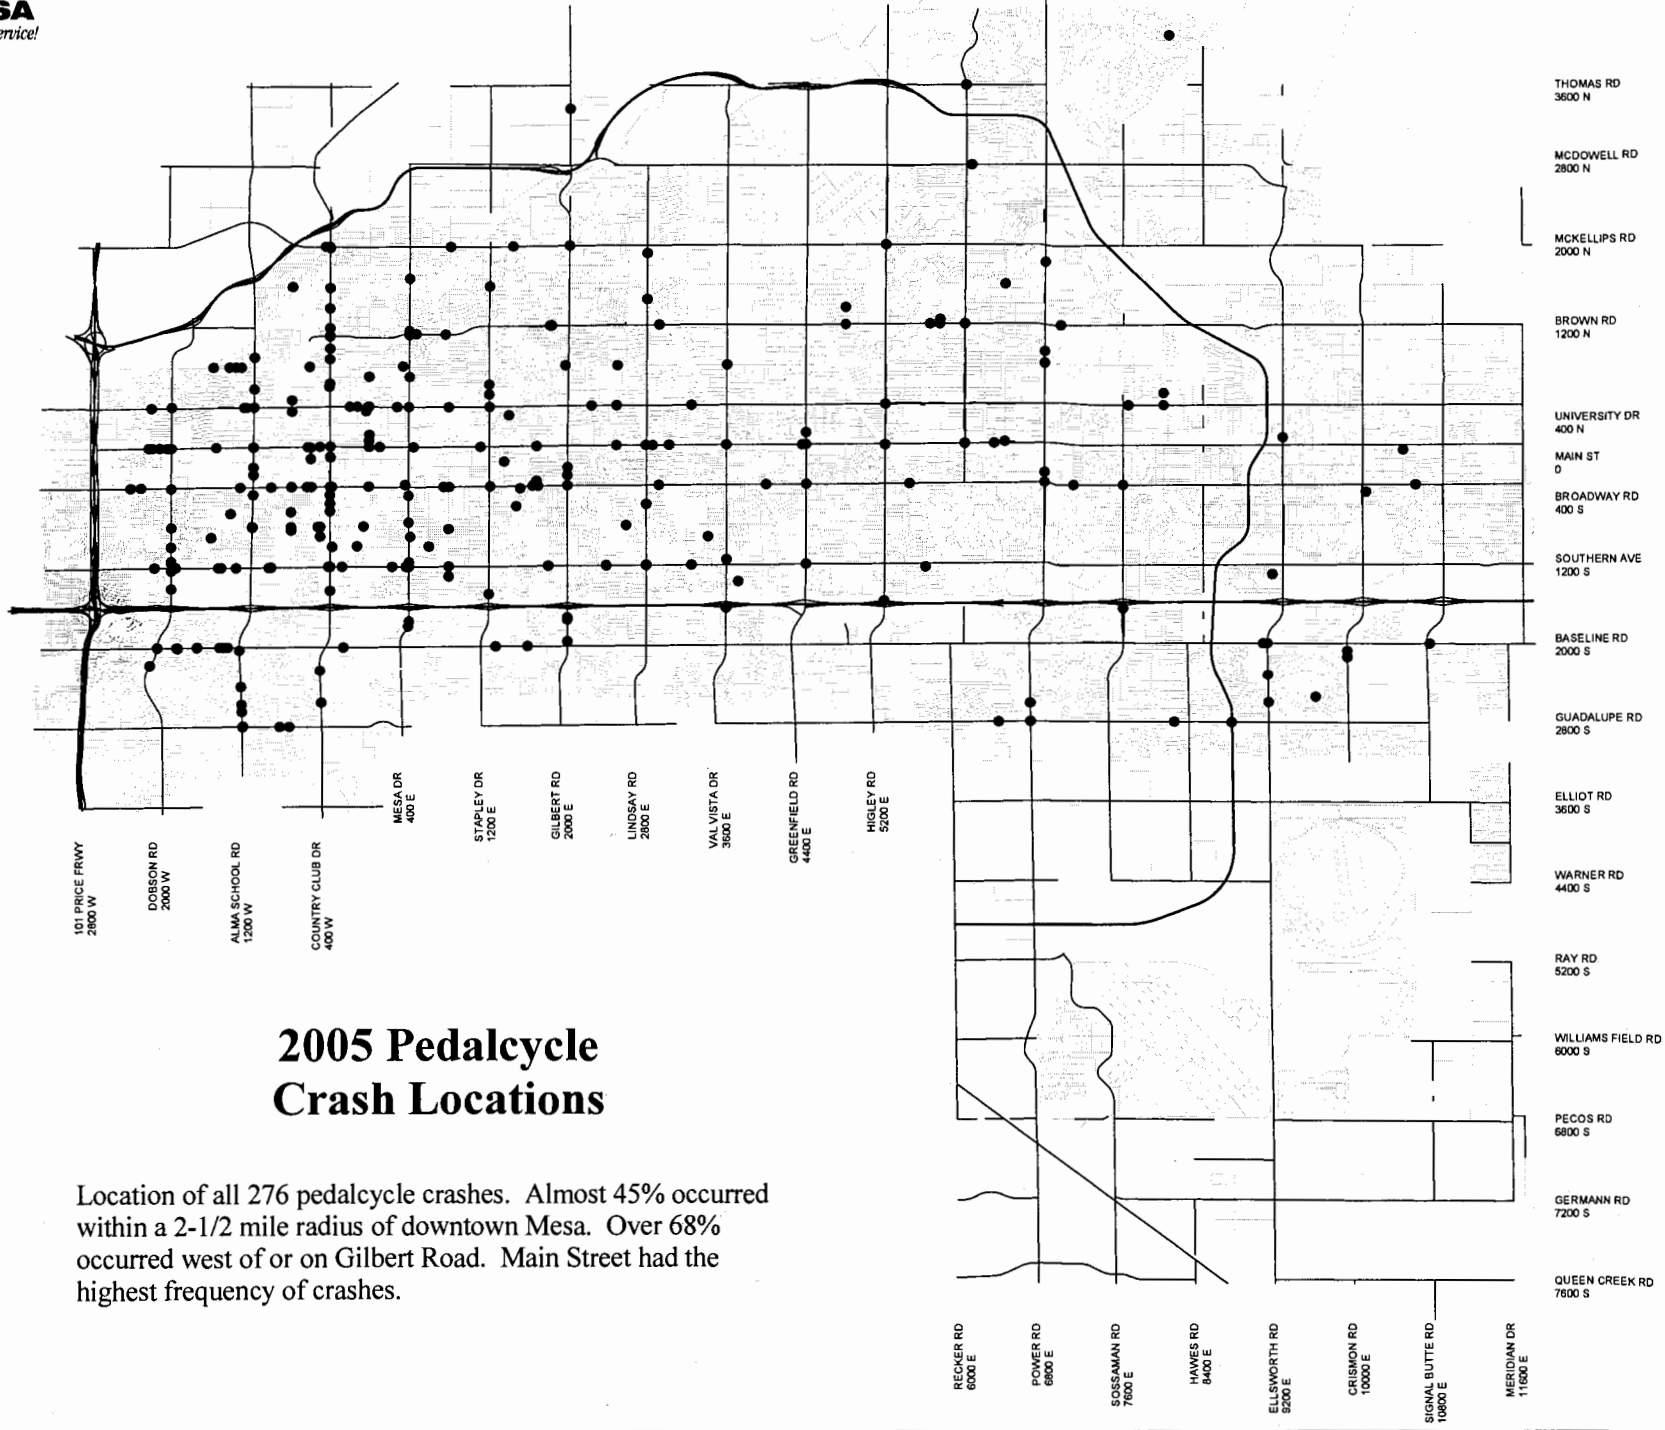 SA
ervice!
THOMAS RD
3600 N
MCDOWELL RD
2800 N
MCKELLIPS RD
2000 N
BROWN RD
1200 N
UNIVERSITY DR
400 N
MAIN ST
0
BROADWAY RD
400 S
SOUTHERN AVE
1200 S
BASELINE RD
2000 S
GUADALUPE RD
2800 S
ELLIOT RD
3600 S
WARNER RD
4400 S
RAY RD
5200 S
WILLIAMS FIELD RD
6000 S
PECOS RD
6800 S
GERMANN RD
7200 S
QUEEN CREEK RD
7600 S
101 PRICE FRWY
2800 W
DOBSON RD
2000 W
ALMA SCHOOL RD
1200 W
COUNTRY CLUB DR
400 W
MESA DR
400 E
STAPLEY DR
1200 E
GILBERT RD
2000 E
LINDSAY RD
2800 E
VAL VISTA DR
3600 E
GREENFIELD RD
4400 E
HIGLEY RD
5200 E
2005 Pedalcycle
Crash Locations
Location of all 276 pedalcycle crashes. Almost 45% occurred
within a 2-1/2 mile radius of downtown Mesa. Over 68%
occurred west of or on Gilbert Road. Main Street had the
highest frequency of crashes.
RECKER RD
6000 E
POWER RD
6800 E
SOSSAMAN RD
7600 E
HAWES RD
8400 E
ELLSWORTH RD
9200 E
CRISMON RD
10000 E
SIGNAL BUTTE RD
10800 E
MERIDIAN DR
11600 E